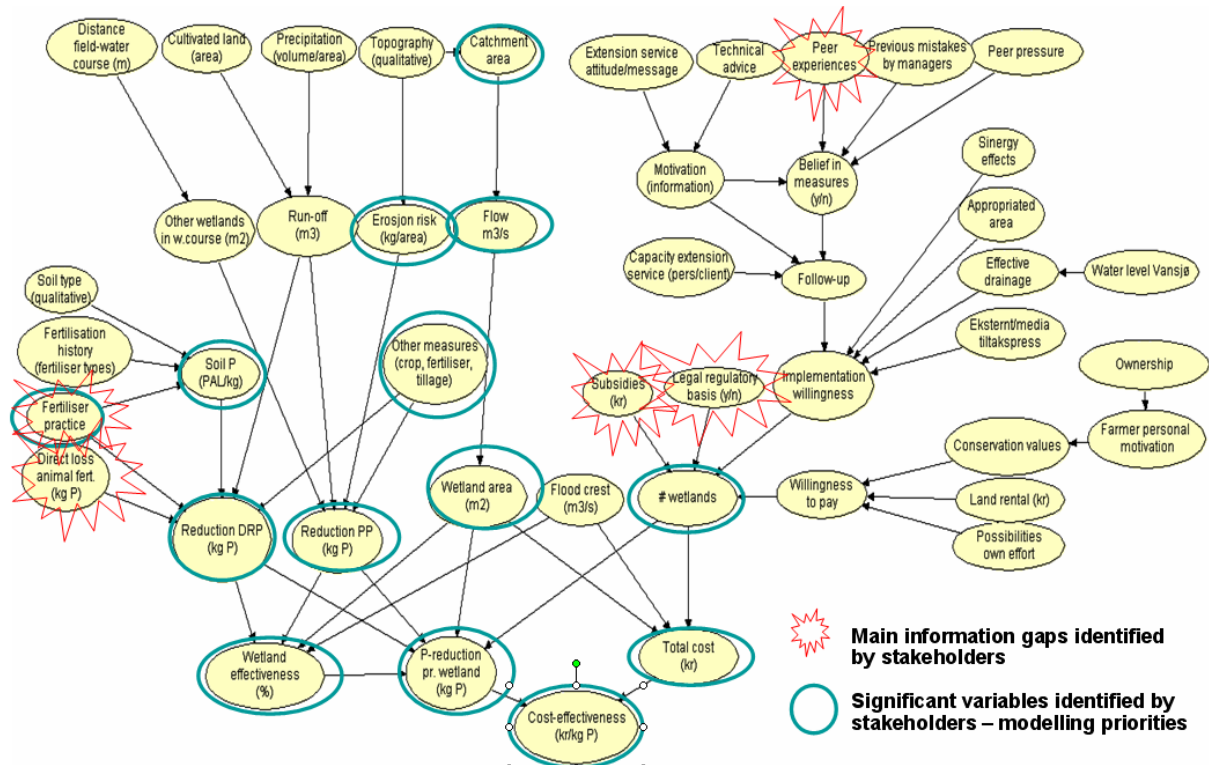 Distance
field-water
course (m)
Cultivated land
(area)
Precipitation
(volume/area)
Topography
(qualitative)
Catchment
area
Extension service
attitude/message
Technical
advice
Peer
experiences
Previous mistakes
by managers
Peer pressure
Sinergy
effects
Motivation
(information)
Belief in
measures
(y/n)
Appropriated
area
Other wetlands
in w.course (m2)
Run-off
(m3)
Erosjon risk
(kg/area)
Flow
m3/s
Capacity extension
service (pers/client)
Follow-up
Effective
drainage
Water level Vansjø
Soil type
(qualitative)
Fertilisation
history
(fertiliser types)
Soil P
(PAL/kg)
Other measures
(crop, fertiliser,
tillage)
Eksternt/media
tiltakspress
Subsidies
(kr)
Legal regulatory
basis (y/n)
Implementation
willingness
Ownership
Fertiliser
practice
Direct loss
animal fert.
(kg P)
Conservation values
Farmer personal
motivation
Wetland area
(m2)
Flood crest
(m3/s)
# wetlands
Willingness
to pay
Land rental (kr)
Possibilities
own effort
Reduction DRP
(kg P)
Reduction PP
(kg P)
Wetland
effectiveness
(%)
P-reduction
pr. wetland
(kg P)
Total cost
(kr)
Cost-effectiveness
(kr/kg P)
Main information gaps identified
by stakeholders
Significant variables identified by
stakeholders – modelling priorities